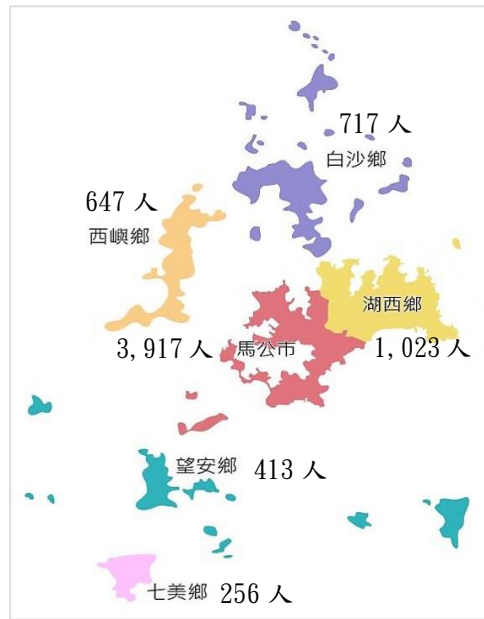 717 人
白沙鄉
647 人
西嶼鄉
湖西鄉
3,917 人
馬公市
1,023 人
望安鄉
413 人
七美鄉
256 人